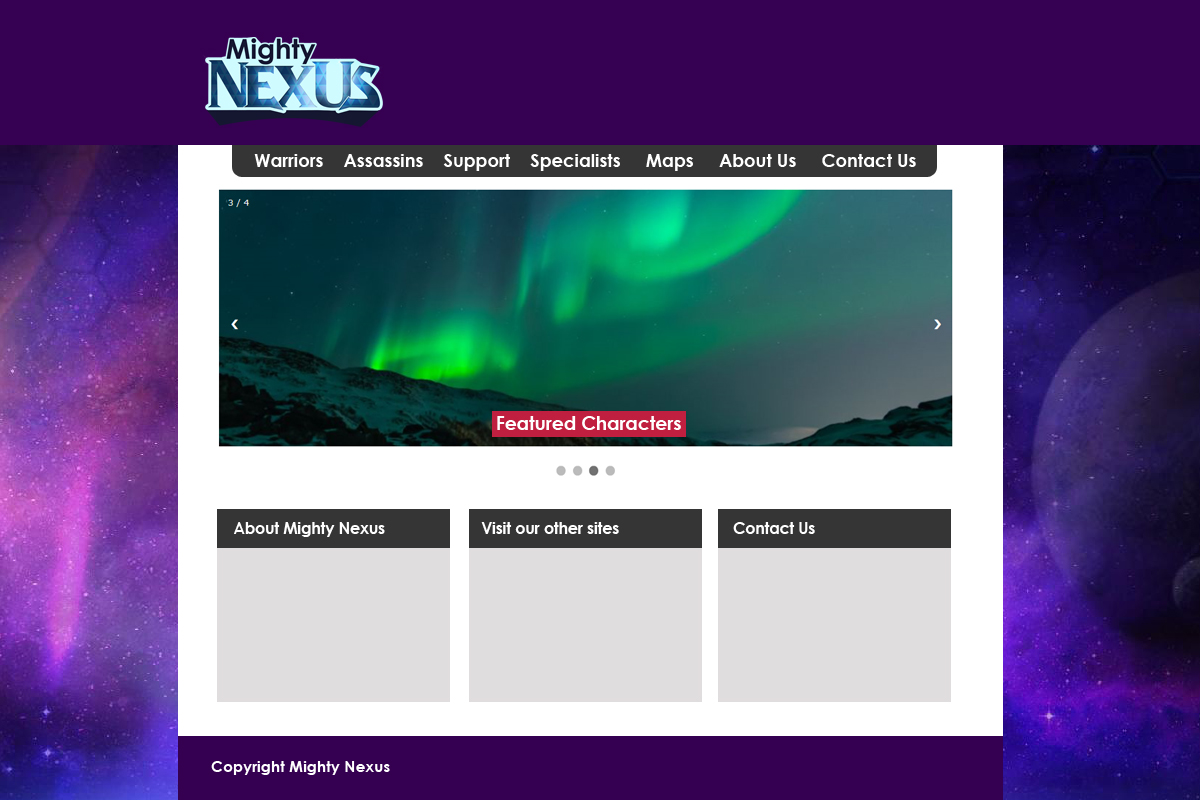 Mighty
NEXUS
Warriors Assassins Support Specialists Maps About Us Contact Us
3 / 4
‹ ›
Featured Characters
About Mighty Nexus Visit our other sites Contact Us
Copyright Mighty Nexus